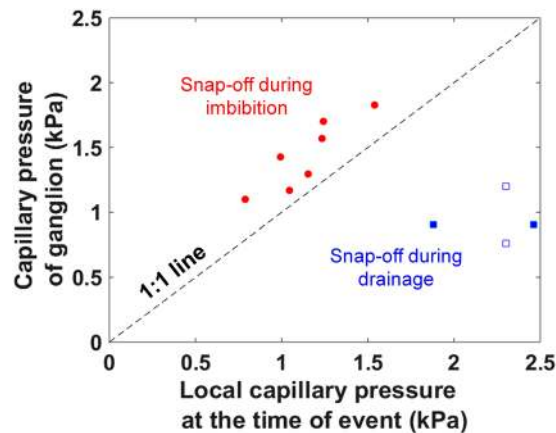 2.5
2
1.5
1
0.5
0
Capillary pressure
of ganglion (kPa)
Snap-off during
imbibition
1:1 line
Snap-off during
drainage
0 0.5 1 1.5 2 2.5
Local capillary pressure
at the time of event (kPa)